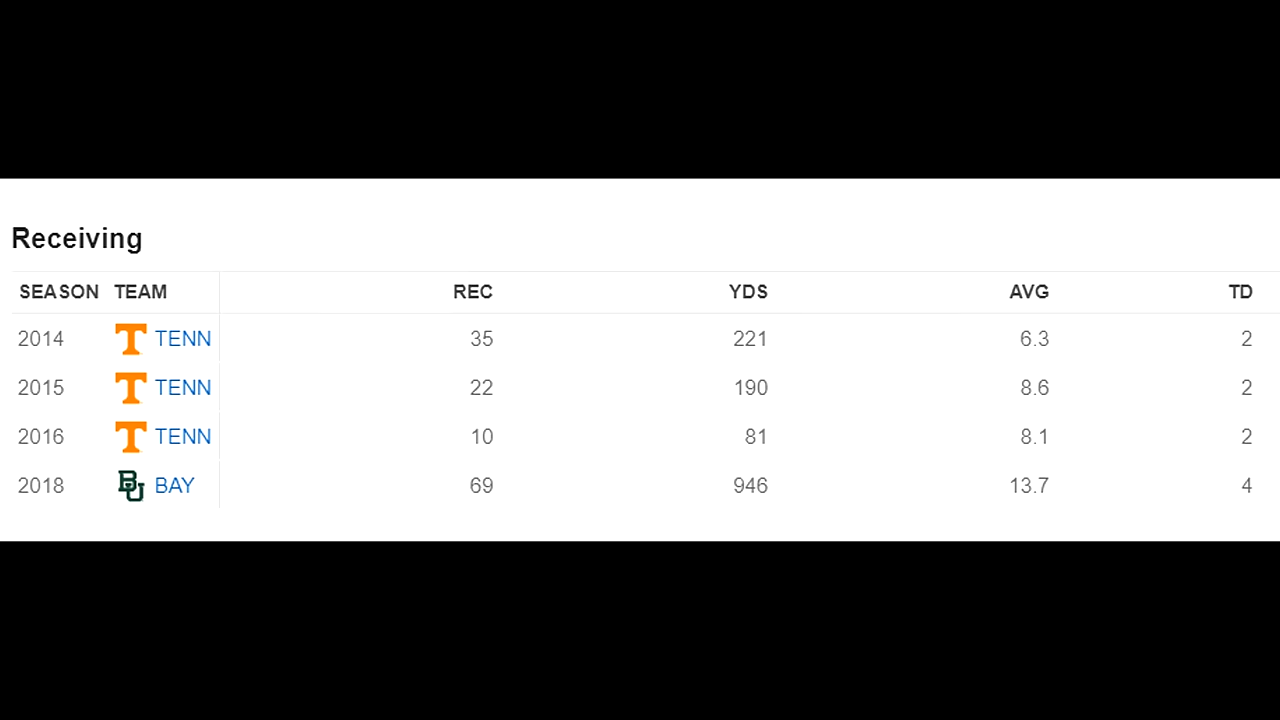 Receiving
SEASON TEAM REC YDS AVG TD
2014 T TENN 35 221 6.3 2
2015 T TENN 22 190 8.6 2
2016 T TENN 10 81 8.1 2
2018 BU BAY 69 946 13.7 4